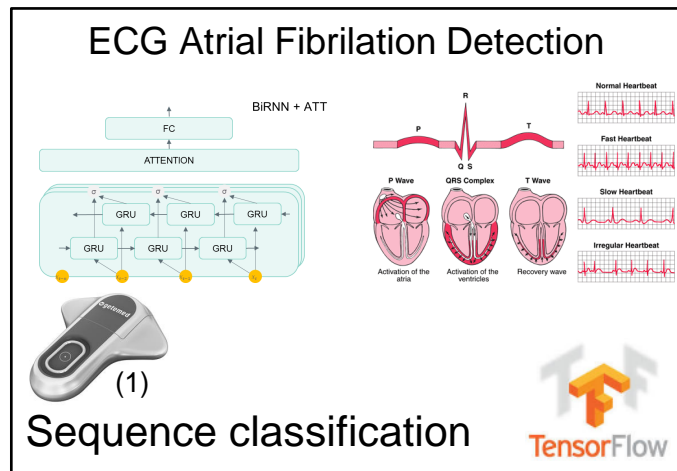 ECG Atrial Fibrilation Detection
BiRNN + ATT
FC
ATTENTION
σ σ σ
GRU GRU GRU
GRU GRU GRU
R
P
T
Q S
P Wave
QRS Complex
T Wave
Activation of the
atria
Activation of the
ventricles
Recovery wave
Normal Heartbeat
Fast Heartbeat
Slow Heartbeat
Irregular Heartbeat
getemed
(1)
Sequence classification
TensorFlow